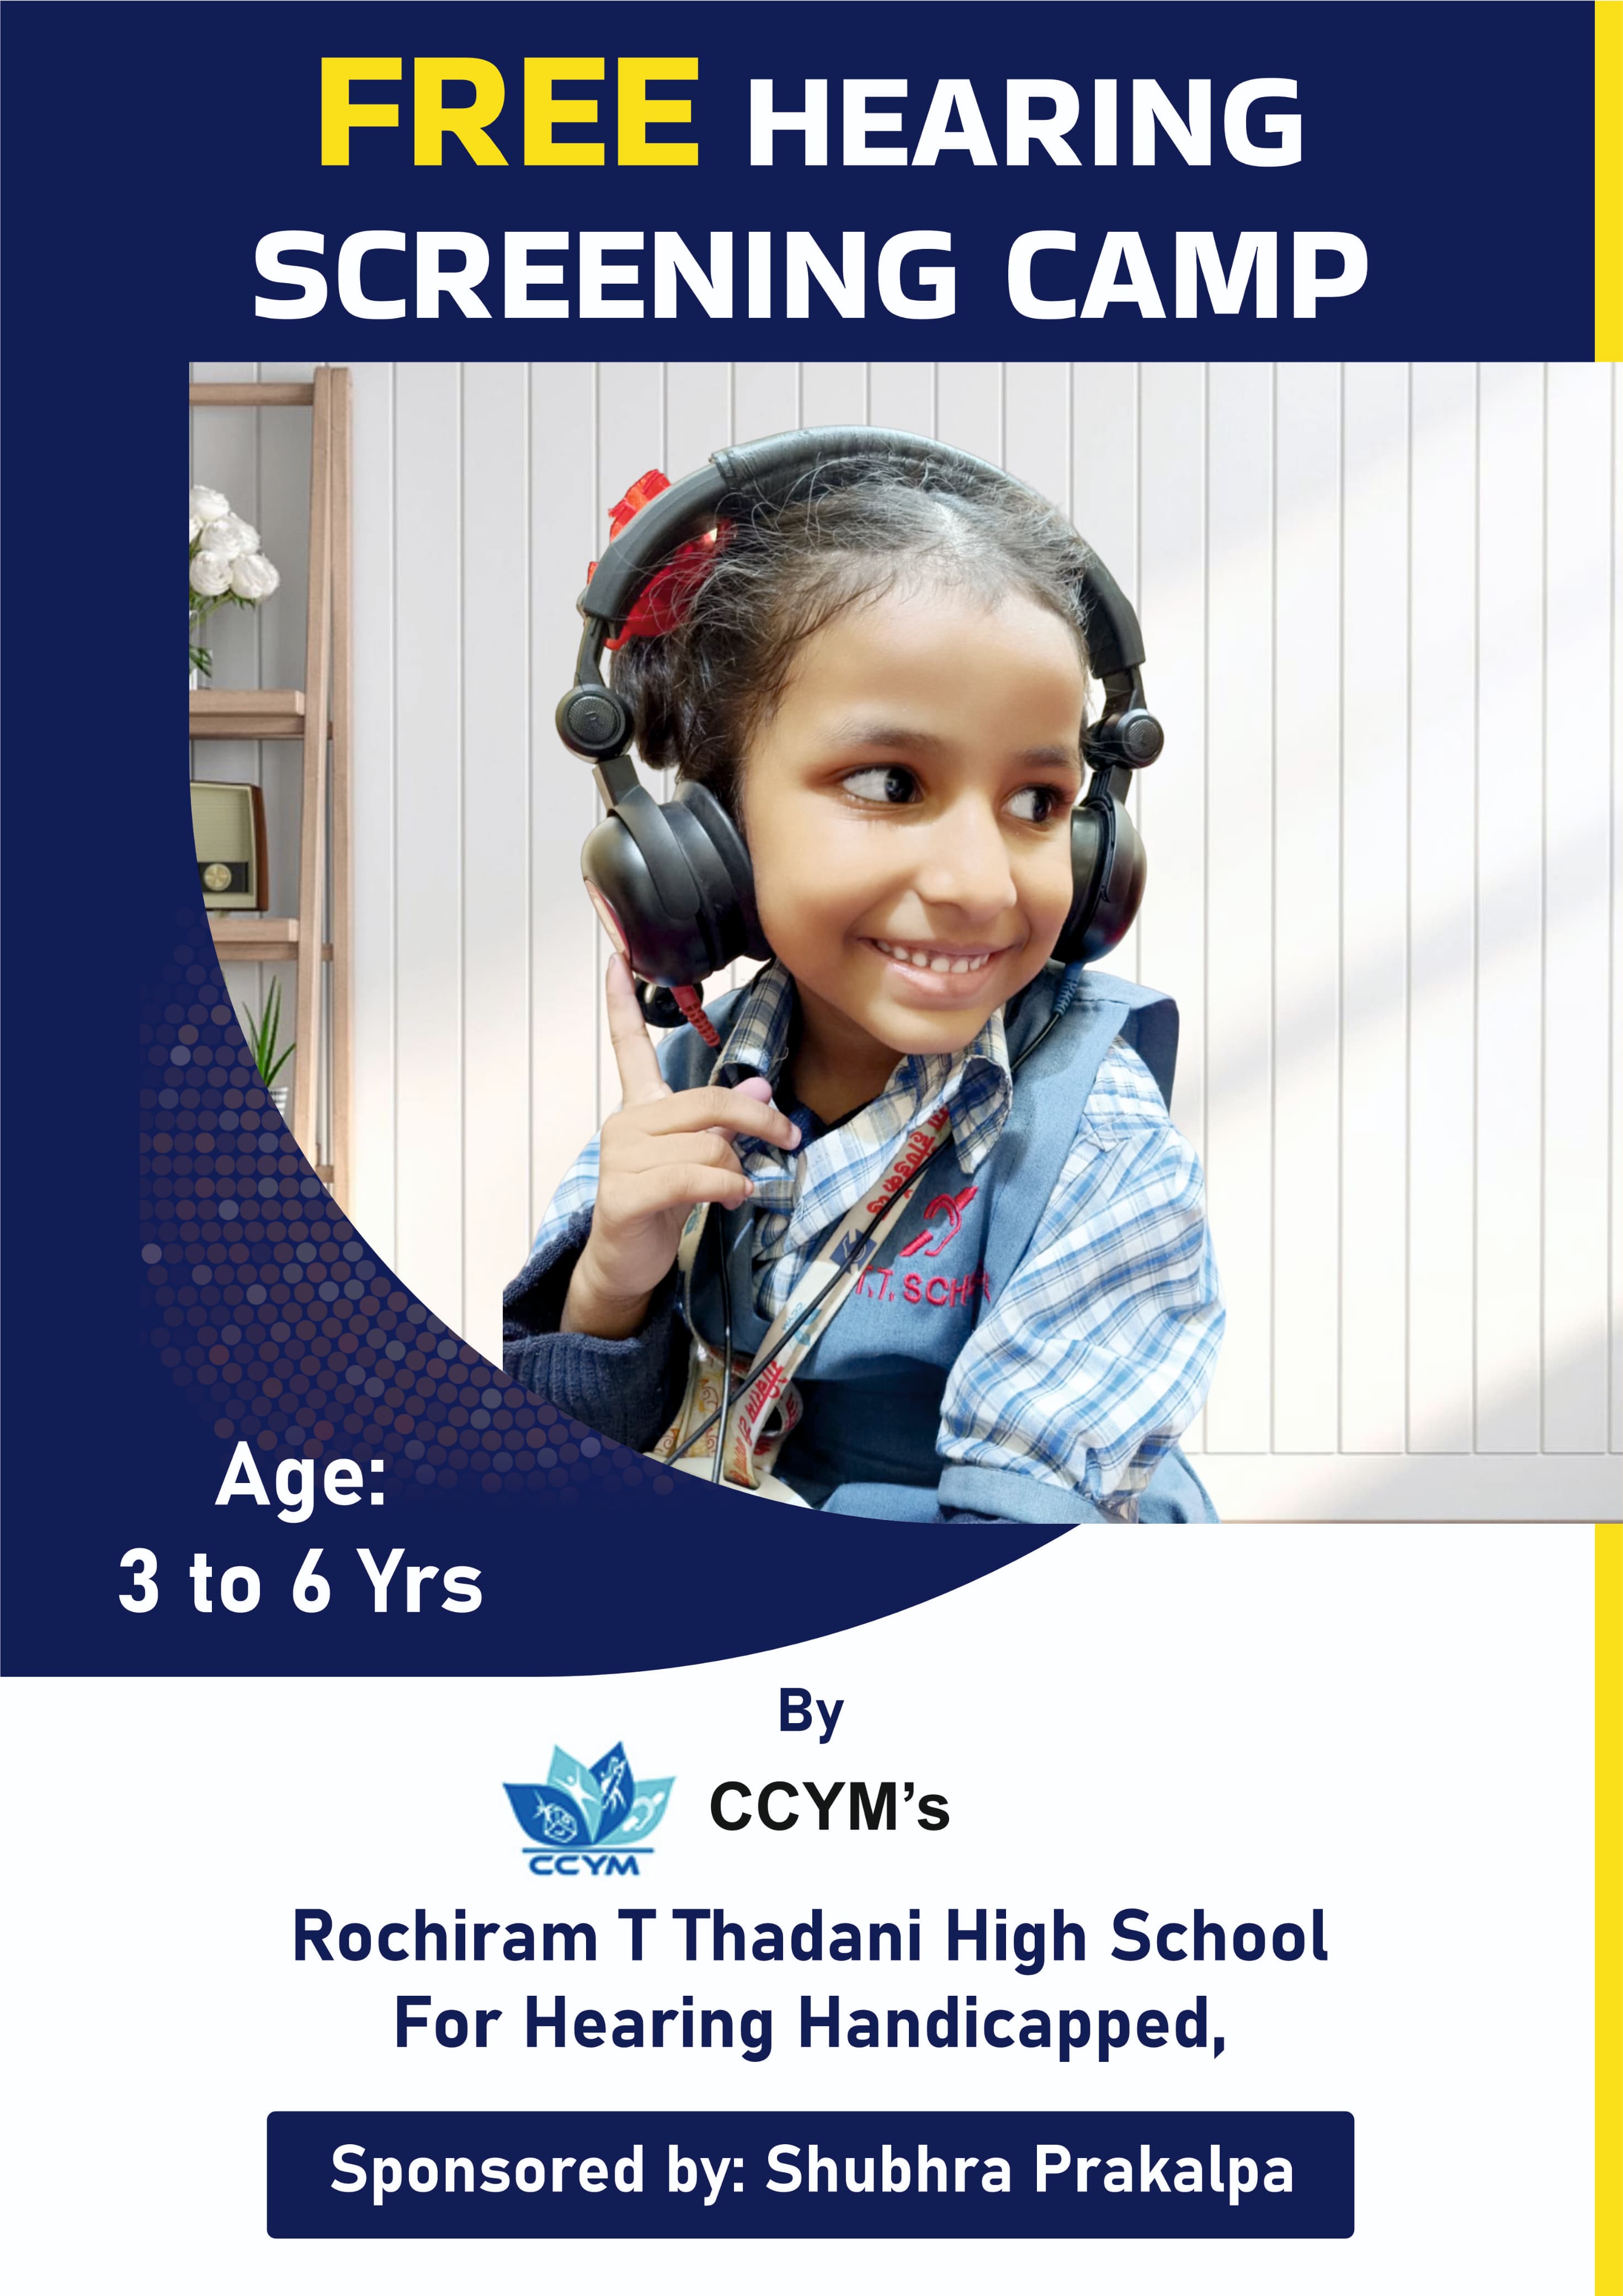 FREE HEARING
SCREENING CAMP
R
T.T. SCH
Age:
3 to 6 Yrs
By
CCYM
CCYM’s
Rochiram T Thadani High School
For Hearing Handicapped,
Sponsored by: Shubhra Prakalpa